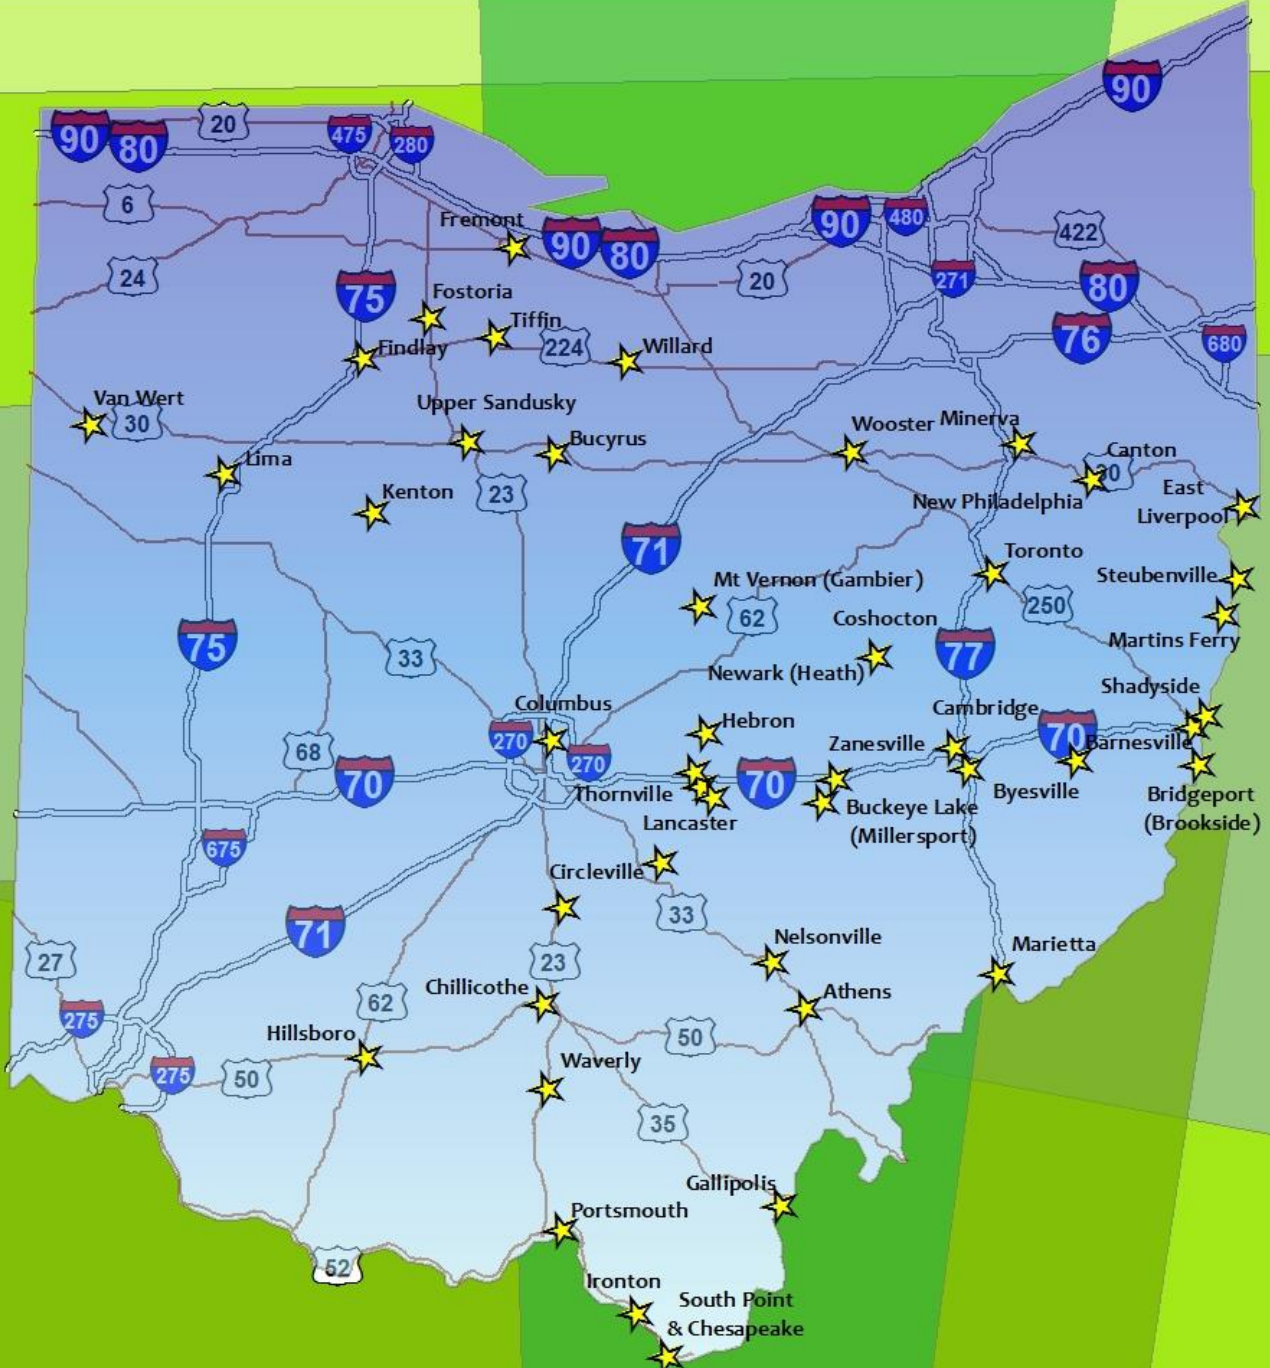 90
20
475
280
90
80
6
Fremont
90
480
90
80
422
24
20
271
80
75
Fostoria
Tiffin
224
Willard
76
680
Findlay
Van Wert
30
Upper Sandusky
Bucyrus
Wooster
Minerva
Lima
Canton
30
Kenton
23
New Philadelphia
East
Liverpool
71
Toronto
Mt Vernon (Gambier)
Steubenville
62
Coshocton
250
75
77
Martins Ferry
33
Newark (Heath)
Shadyside
Columbus
Hebron
Cambridge
270
68
Zanesville
70
Barnesville
270
70
70
Thornville
Byesville
Bridgeport
(Brookside)
Lancaster
Buckeye Lake
(Millersport)
675
Circleville
33
71
Nelsonville
Marietta
27
23
Chillicothe
Athens
62
275
Hillsboro
50
Waverly
275
50
35
Gallipolis
Portsmouth
52
Ironton
South Point
& Chesapeake